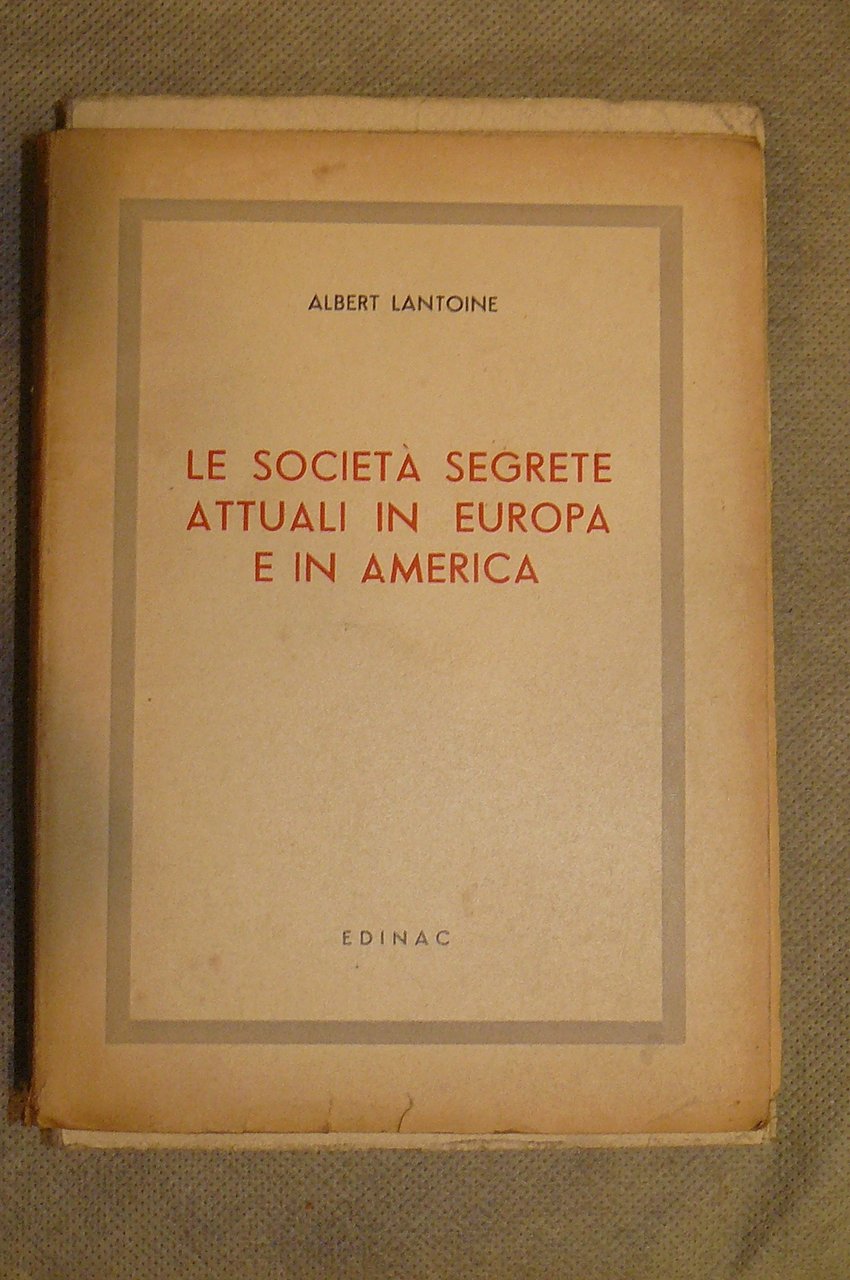 ALBERT LANTOINE
LE SOCIETÀ SEGRETE
ATTUALI IN EUROPA
E IN AMERICA
EDINAC